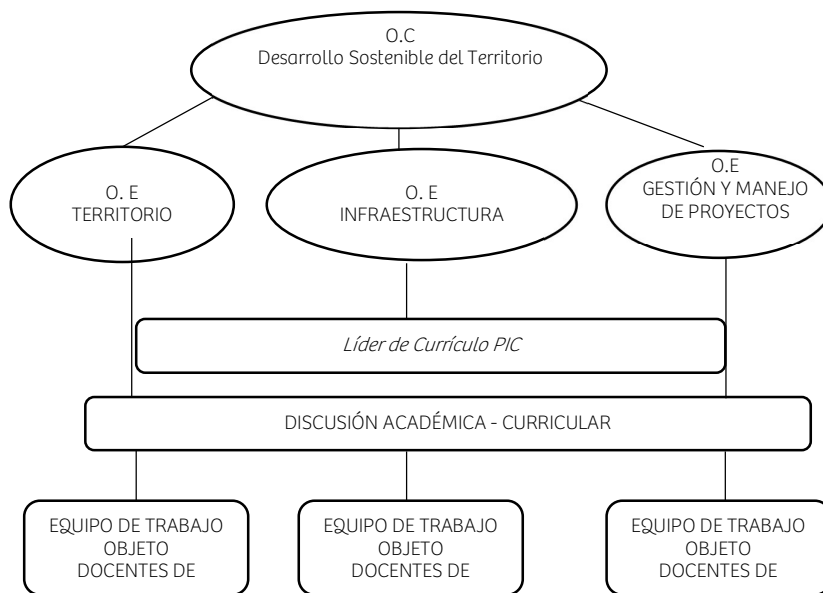 O.C
Desarrollo Sostenible del Territorio
O. E
TERRITORIO
O. E
INFRAESTRUCTURA
O.E
GESTIÓN Y MANEJO
DE PROYECTOS
Líder de Currículo PIC
DISCUSIÓN ACADÉMICA - CURRICULAR
EQUIPO DE TRABAJO
OBJETO
DOCENTES DE
EQUIPO DE TRABAJO
OBJETO
DOCENTES DE
EQUIPO DE TRABAJO
OBJETO
DOCENTES DE